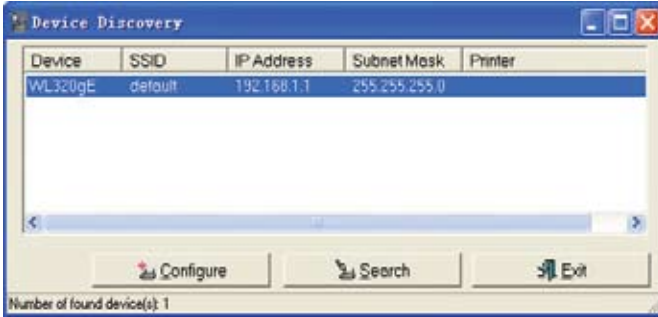 Device Discovery
Device SSID IP Address Subnet Mask Printer
WL320gE default 192.168.1.1 255.255.255.0
Configure Search Exit
Number of found device(s): 1